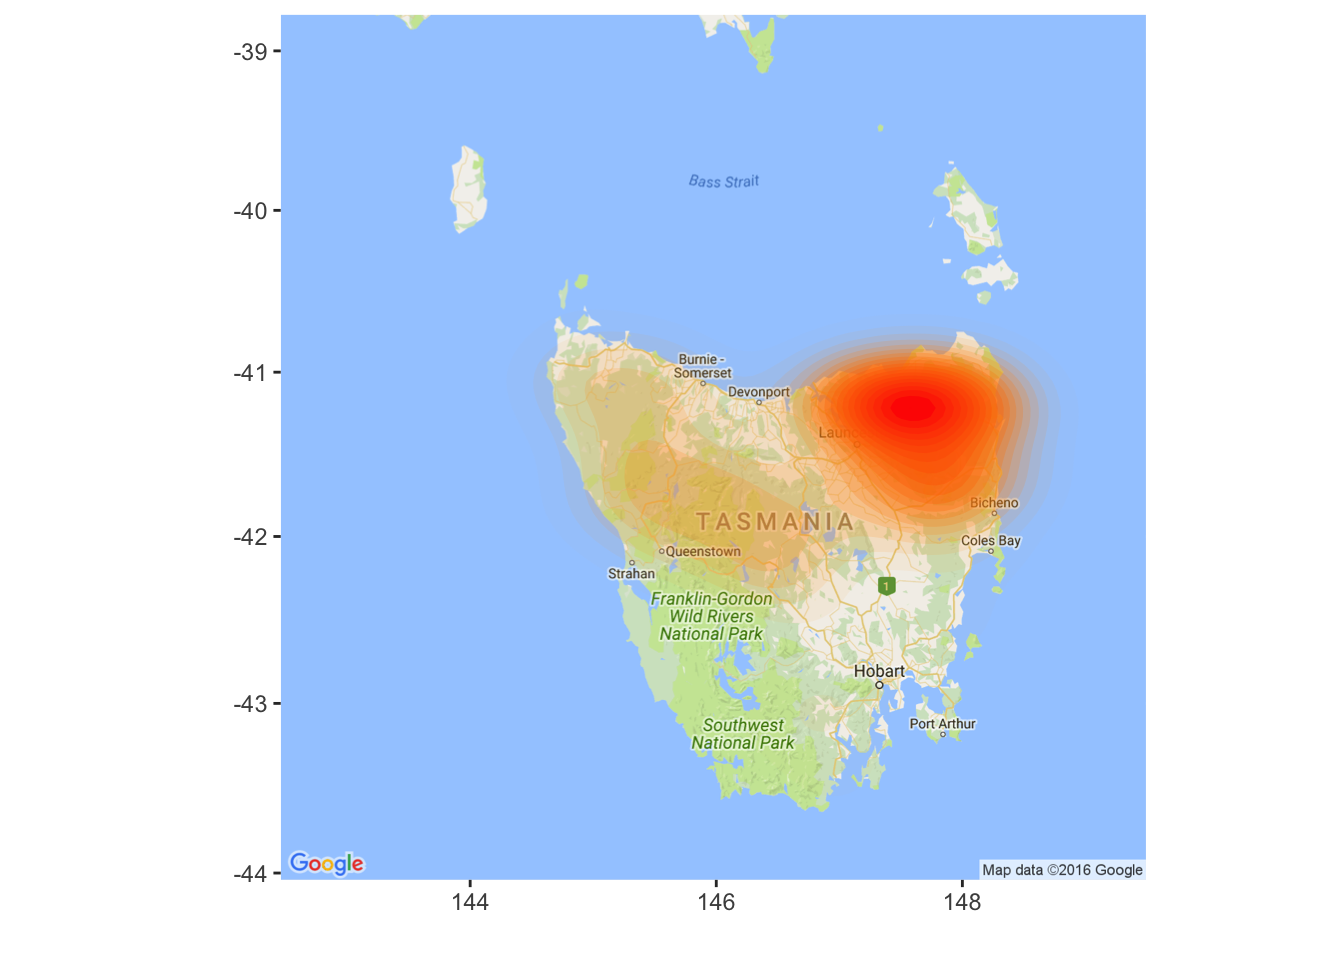 -39
Bass Strait
-40
-41
Burnie -
Somerset
Devonport
Bicheno
TASMANIA
-42
Coles Bay
Queenstown
Strahan
1
Franklin-Gordon
Wild Rivers
National Park
Hobart
-43
Port Arthur
Southwest
National Park
-44
Google
Map data ©2016 Google
144
146
148